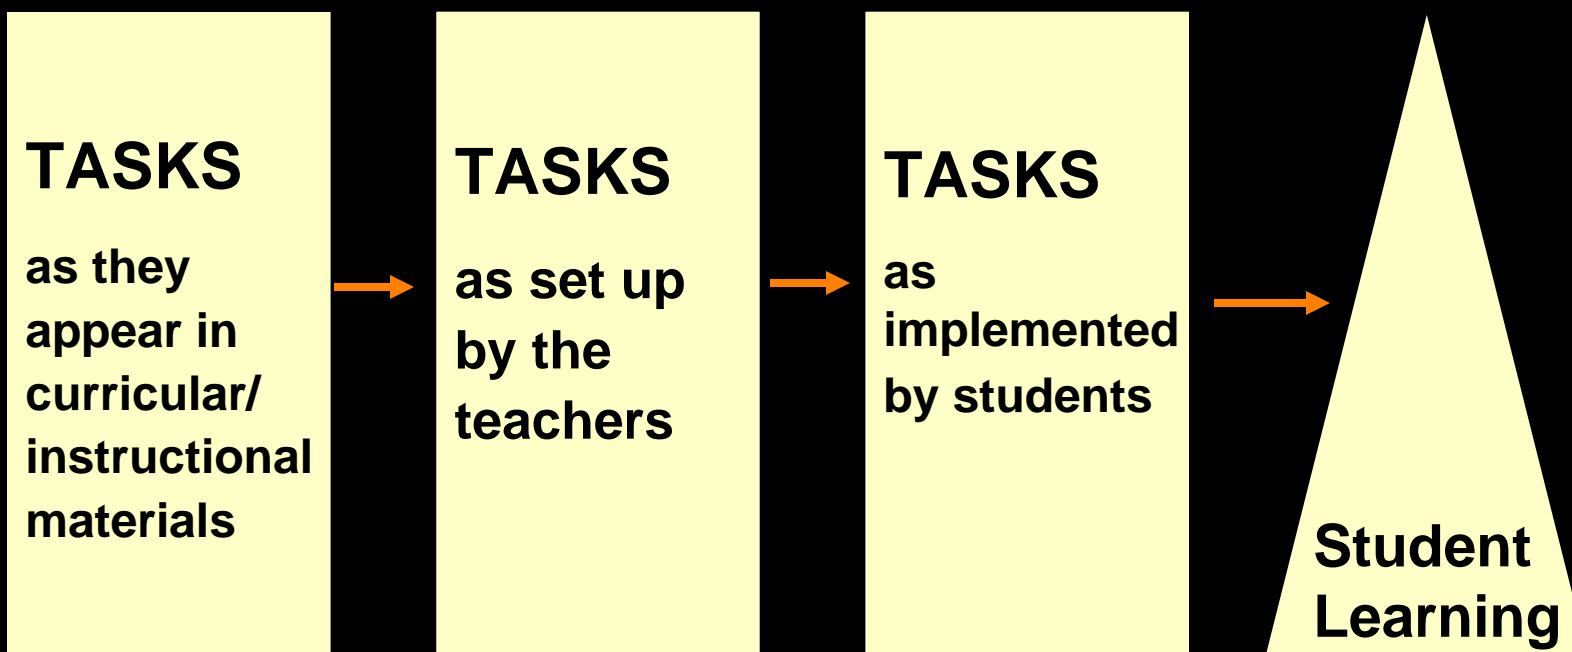 TASKS
as they
appear in
curricular/
instructional
materials
TASKS
as set up
by the
teachers
TASKS
as
implemented
by students
Student
Learning